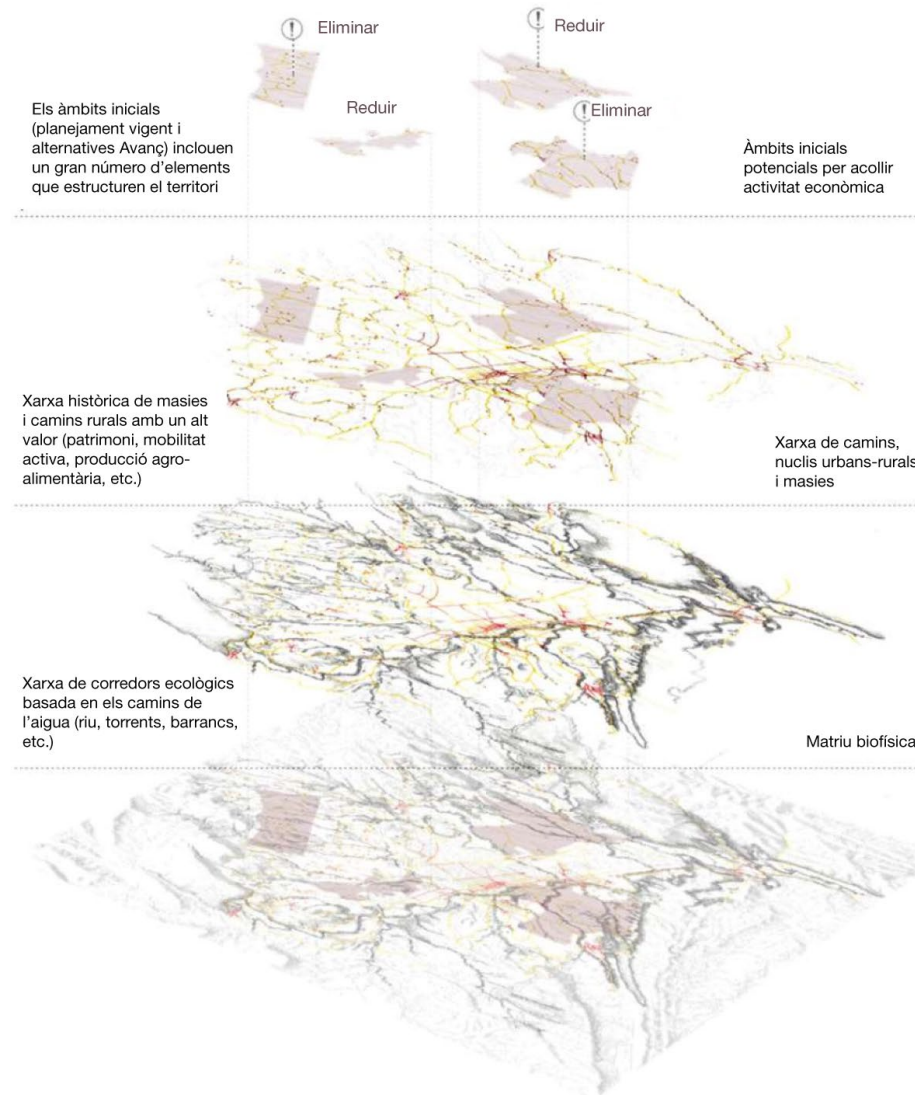 Eliminar
Reduir
Reduir
Eliminar
Els àmbits inicials
(planejament vigent i
alternatives Avanç) inclouen
un gran número d'elements
que estructuren el territori
Àmbits inicials
potencials per acollir
activitat econòmica
Xarxa històrica de masies
i camins rurals amb un alt
valor (patrimoni, mobilitat
activa, producció agro-
alimentària, etc.)
Xarxa de camins,
nuclis urbans-rurals
i masies
Xarxa de corredors ecològics
basada en els camins de
l'aigua (riu, torrents, barrancs,
etc.)
Matriu biofísica